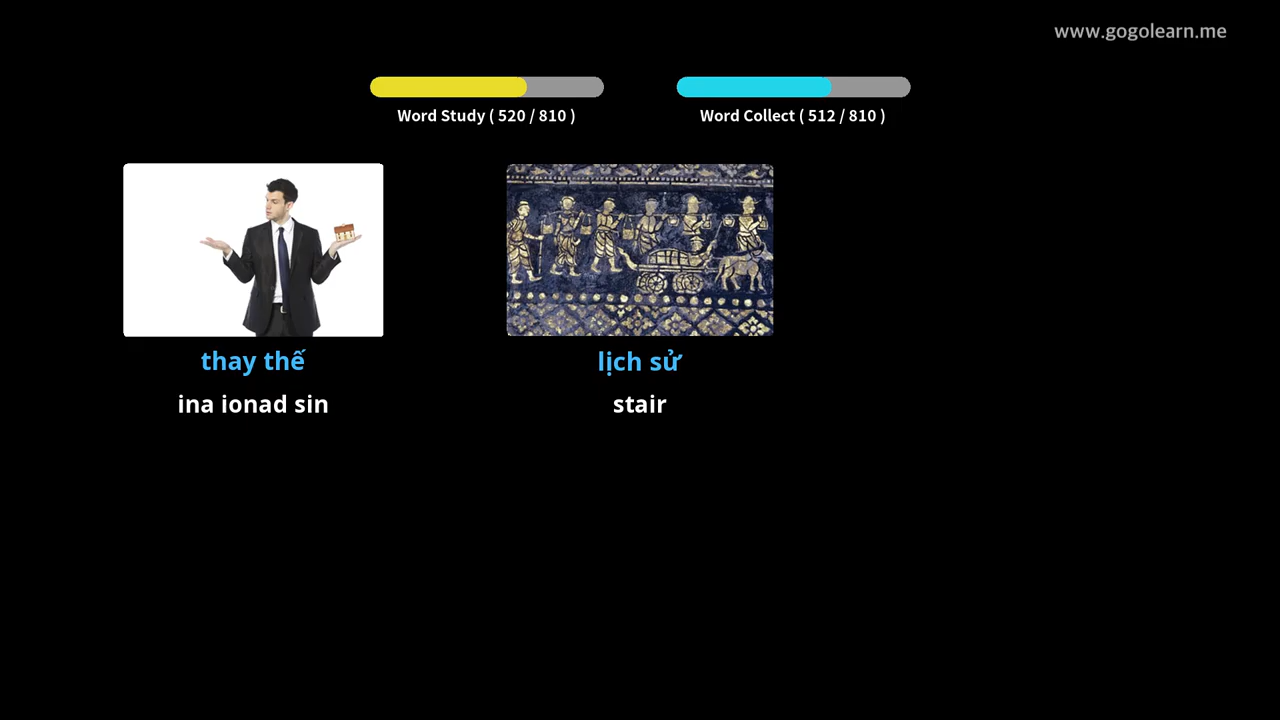 www.gogolearn.me
Word Study ( 520 / 810 )
Word Collect ( 512 / 810 )
thay thế
ina ionad sin
lịch sử
stair